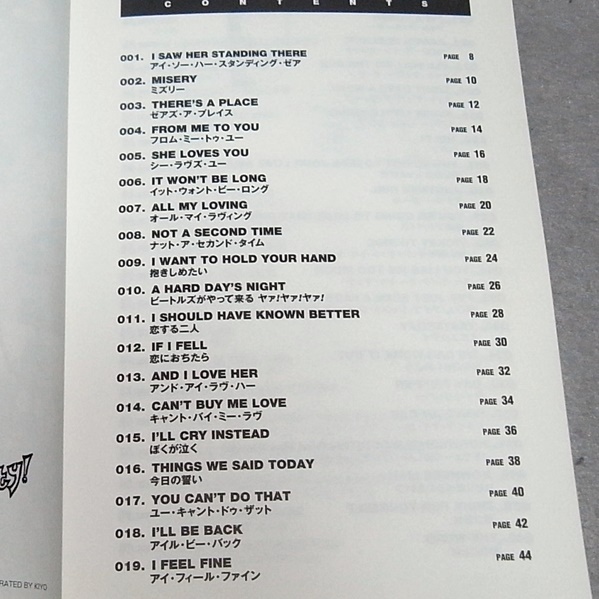 CONTENTS
001. I SAW HER STANDING THERE PAGE 8
アイ・ソー・ハー・スタンディング・ゼア
002. MISERY PAGE 10
ミズリー
003. THERE'S A PLACE PAGE 12
ゼアズ・ア・プレイス
004. FROM ME TO YOU PAGE 14
フロム・ミー・トゥ・ユー
005. SHE LOVES YOU PAGE 16
シー・ラヴズ・ユー
006. IT WON'T BE LONG PAGE 18
イット・ウォント・ビー・ロング
007. ALL MY LOVING PAGE 20
オール・マイ・ラヴィング
008. NOT A SECOND TIME PAGE 22
ナット・ア・セカンド・タイム
009. I WANT TO HOLD YOUR HAND PAGE 24
抱きしめたい
010. A HARD DAY'S NIGHT PAGE 26
ビートルズがやって来る ヤァ!ヤァ!ヤァ!
011. I SHOULD HAVE KNOWN BETTER PAGE 28
恋する二人
012. IF I FELL PAGE 30
恋におちたら
013. AND I LOVE HER PAGE 32
アンド・アイ・ラヴ・ハー
014. CAN'T BUY ME LOVE PAGE 34
キャント・バイ・ミー・ラヴ
015. I'LL CRY INSTEAD PAGE 36
ぼくが泣く
016. THINGS WE SAID TODAY PAGE 38
今日の誓い
017. YOU CAN'T DO THAT PAGE 40
ユー・キャント・ドゥ・ザット
018. I'LL BE BACK PAGE 42
アイル・ビー・バック
019. I FEEL FINE PAGE 44
アイ・フィール・ファイン
RATED BY KIYO